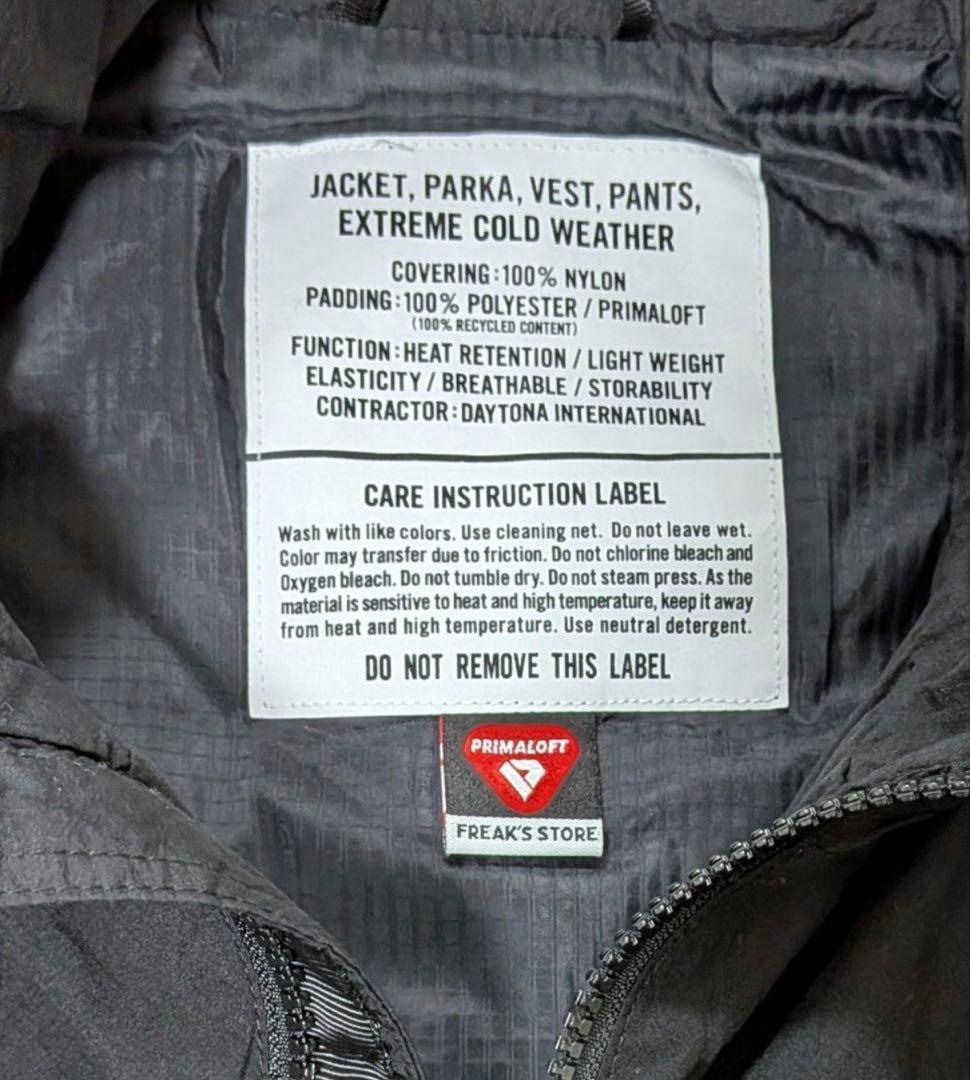 JACKET, PARKA, VEST, PANTS,
EXTREME COLD WEATHER
COVERING:100% NYLON
PADDING:100% POLYESTER / PRIMALOFT
(100% RECYCLED CONTENT)
FUNCTION:HEAT RETENTION / LIGHT WEIGHT
ELASTICITY / BREATHABLE / STORABILITY
CONTRACTOR:DAYTONA INTERNATIONAL
CARE INSTRUCTION LABEL
Wash with like colors. Use cleaning net. Do not leave wet.
Color may transfer due to friction. Do not chlorine bleach and
Oxygen bleach. Do not tumble dry. Do not steam press. As the
material is sensitive to heat and high temperature, keep it away
from heat and high temperature. Use neutral detergent.
DO NOT REMOVE THIS LABEL
PRIMALOFT
FREAK'S STORE